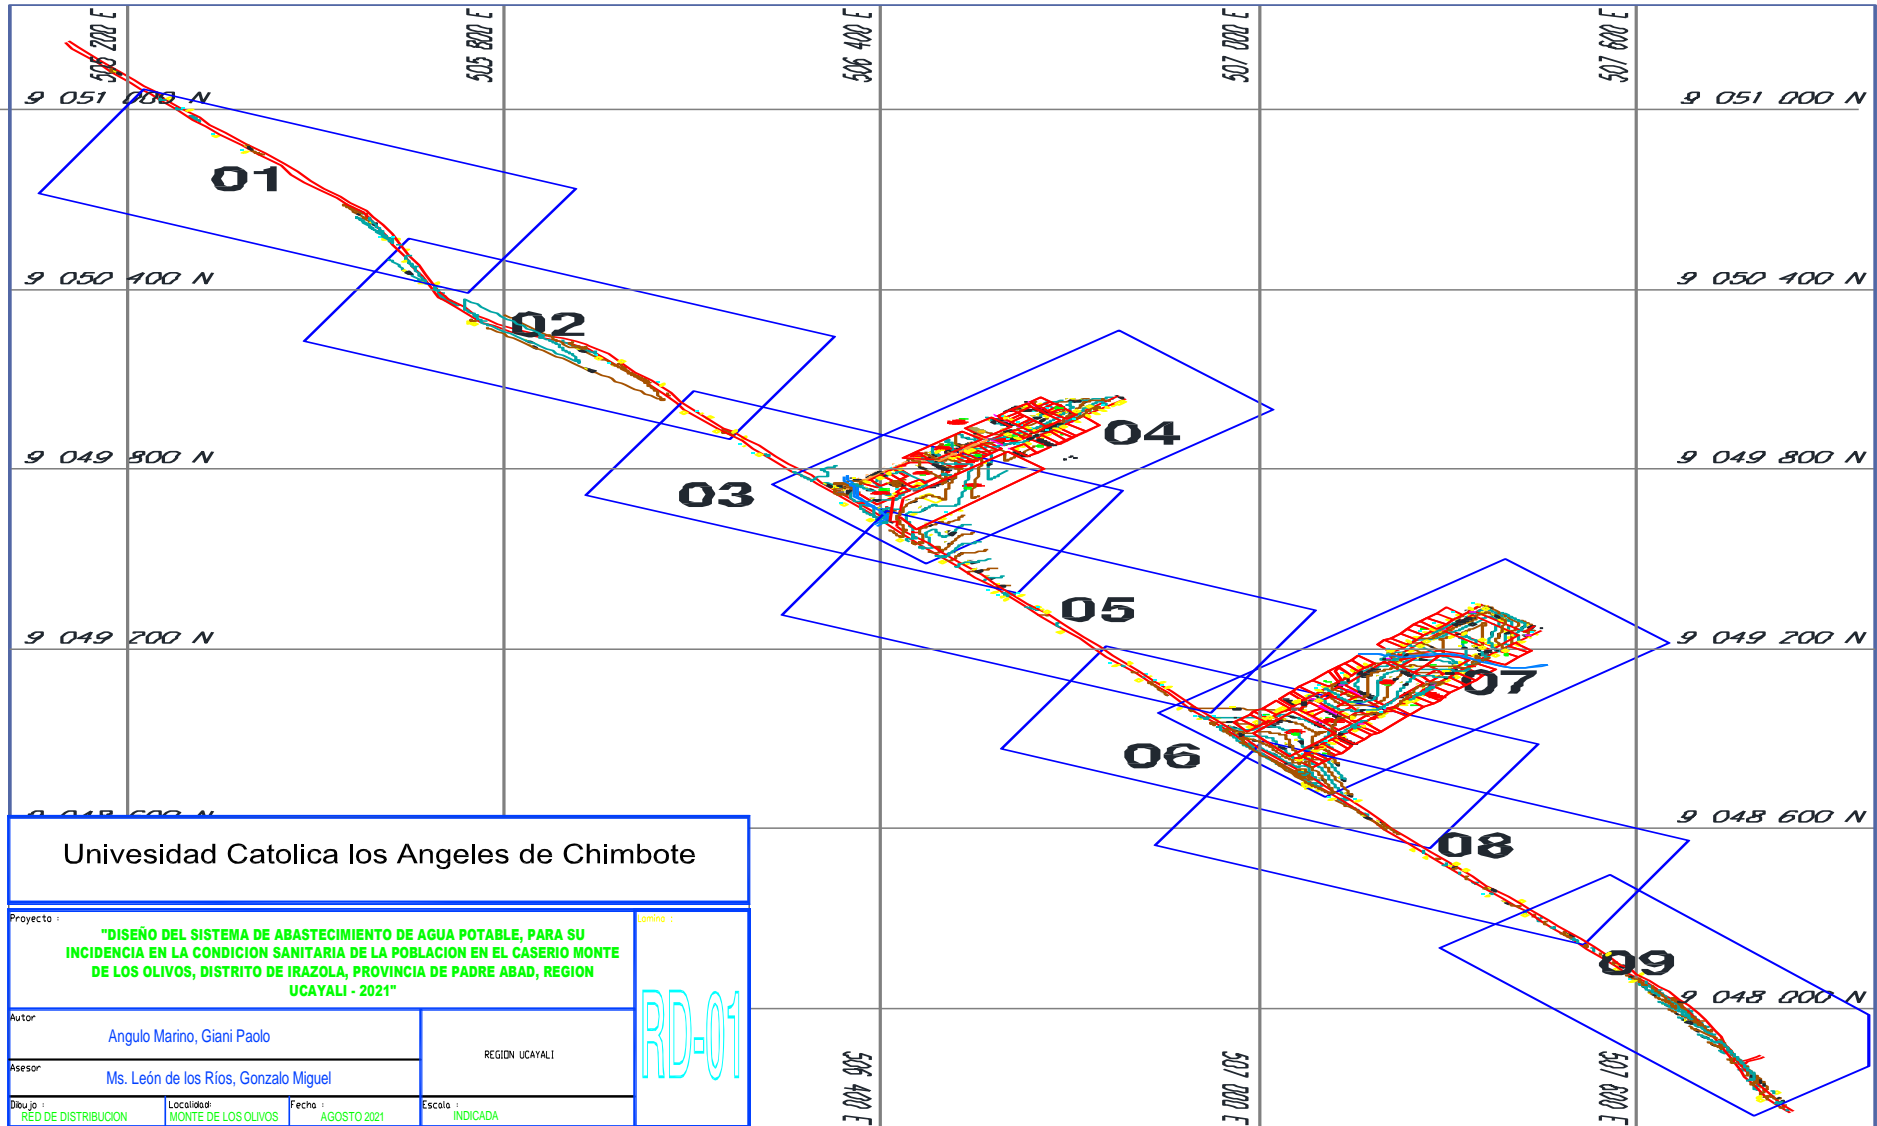 505 200 E
505 800 E
506 400 E
507 000 E
507 600 E
9 051 000 N
9 051 000 N
01
9 050 400 N
9 050 400 N
02
04
9 049 800 N
9 049 800 N
03
05
9 049 200 N
9 049 200 N
07
06
9 048 600 N
9 048 600 N
08
09
9 048 000 N
506 400 E
507 000 E
507 600 E
Univesidad Catolica los Angeles de Chimbote
Proyecto :
"DISEÑO DEL SISTEMA DE ABASTECIMIENTO DE AGUA POTABLE, PARA SU
INCIDENCIA EN LA CONDICION SANITARIA DE LA POBLACION EN EL CASERIO MONTE
DE LOS OLIVOS, DISTRITO DE IRAZOLA, PROVINCIA DE PADRE ABAD, REGION
UCAYALI - 2021"
Lamina :
RD-01
Autor
Angulo Marino, Giani Paolo
REGION UCAYALI
Asesor
Ms. León de los Ríos, Gonzalo Miguel
Dibujo :
RED DE DISTRIBUCION
Localidad:
MONTE DE LOS OLIVOS
Fecha :
AGOSTO 2021
Escala :
INDICADA